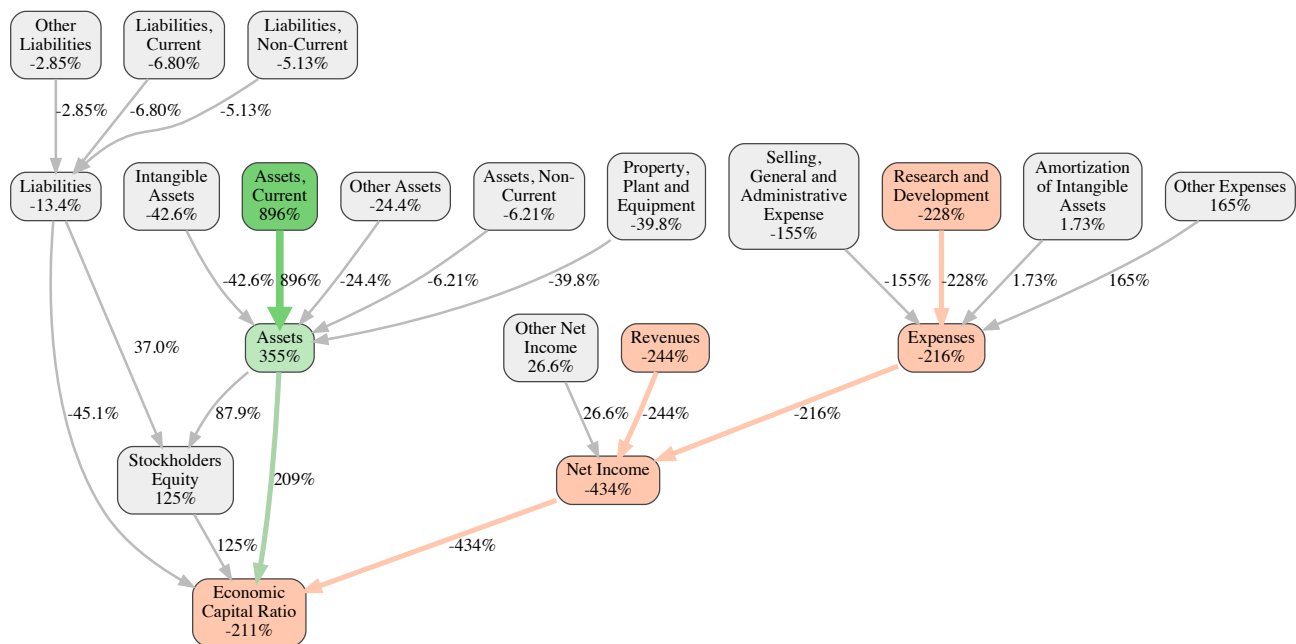 Other
Liabilities
-2.85%
Liabilities,
Current
-6.80%
Liabilities,
Non-Current
-5.13%
-2.85%
-6.80%
-5.13%
Liabilities
-13.4%
Intangible
Assets
-42.6%
Assets,
Current
896%
Other Assets
-24.4%
Assets, Non-
Current
-6.21%
Property,
Plant and
Equipment
-39.8%
Selling,
General and
Administrative
Expense
-155%
Research and
Development
-228%
Amortization
of Intangible
Assets
1.73%
Other Expenses
165%
-42.6%
896%
-24.4%
-6.21%
-39.8%
-155%
-228%
1.73%
165%
Assets
355%
Other Net
Income
26.6%
Revenues
-244%
Expenses
-216%
37.0%
-45.1%
87.9%
26.6%
-244%
-216%
Stockholders
Equity
125%
209%
Net Income
-434%
125%
-434%
Economic
Capital Ratio
-211%